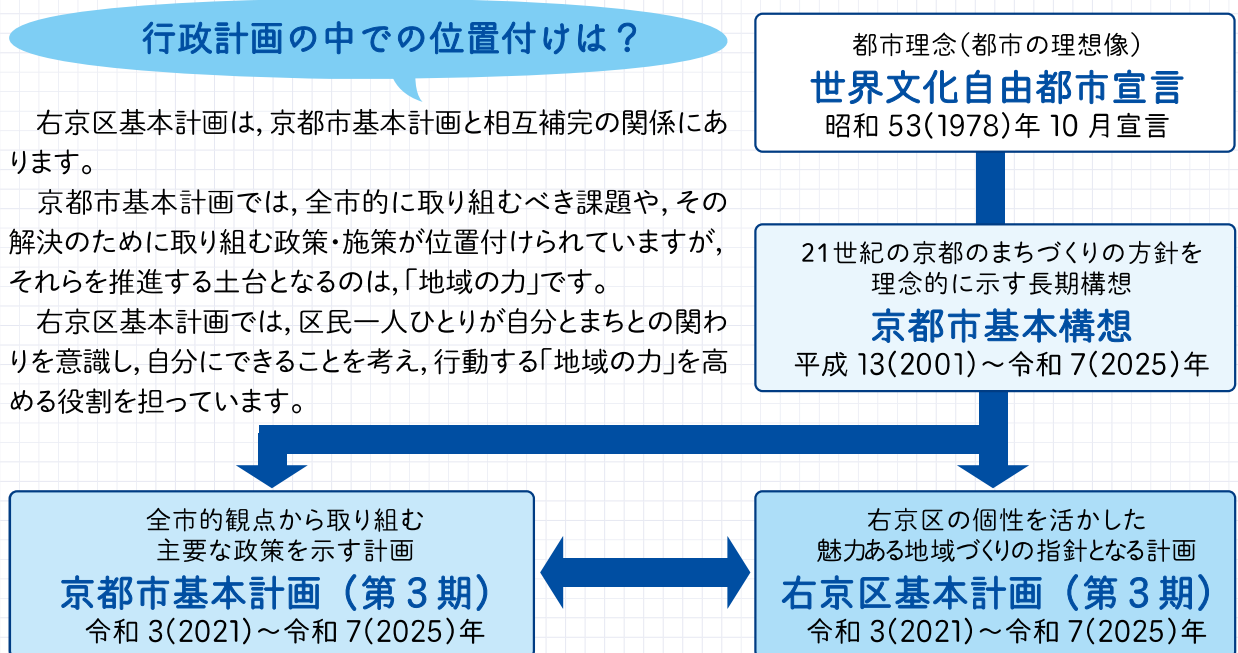 行政計画の中での位置付けは？
　右京区基本計画は,京都市基本計画と相互補完の関係にあ
ります。
　京都市基本計画では,全市的に取り組むべき課題や,その
解決のために取り組む政策・施策が位置付けられていますが,
それらを推進する土台となるのは,「地域の力」です。
　右京区基本計画では,区民一人ひとりが自分とまちとの関わ
りを意識し,自分にできることを考え,行動する「地域の力」を高
める役割を担っています。
都市理念(都市の理想像)
世界文化自由都市宣言
昭和 53(1978)年 10 月宣言
21世紀の京都のまちづくりの方針を
理念的に示す長期構想
京都市基本構想
平成 13(2001)～令和 7(2025)年
全市的観点から取り組む
主要な政策を示す計画
京都市基本計画（第３期）
令和 3(2021)～令和 7(2025)年
右京区の個性を活かした
魅力ある地域づくりの指針となる計画
右京区基本計画（第３期）
令和 3(2021)～令和 7(2025)年